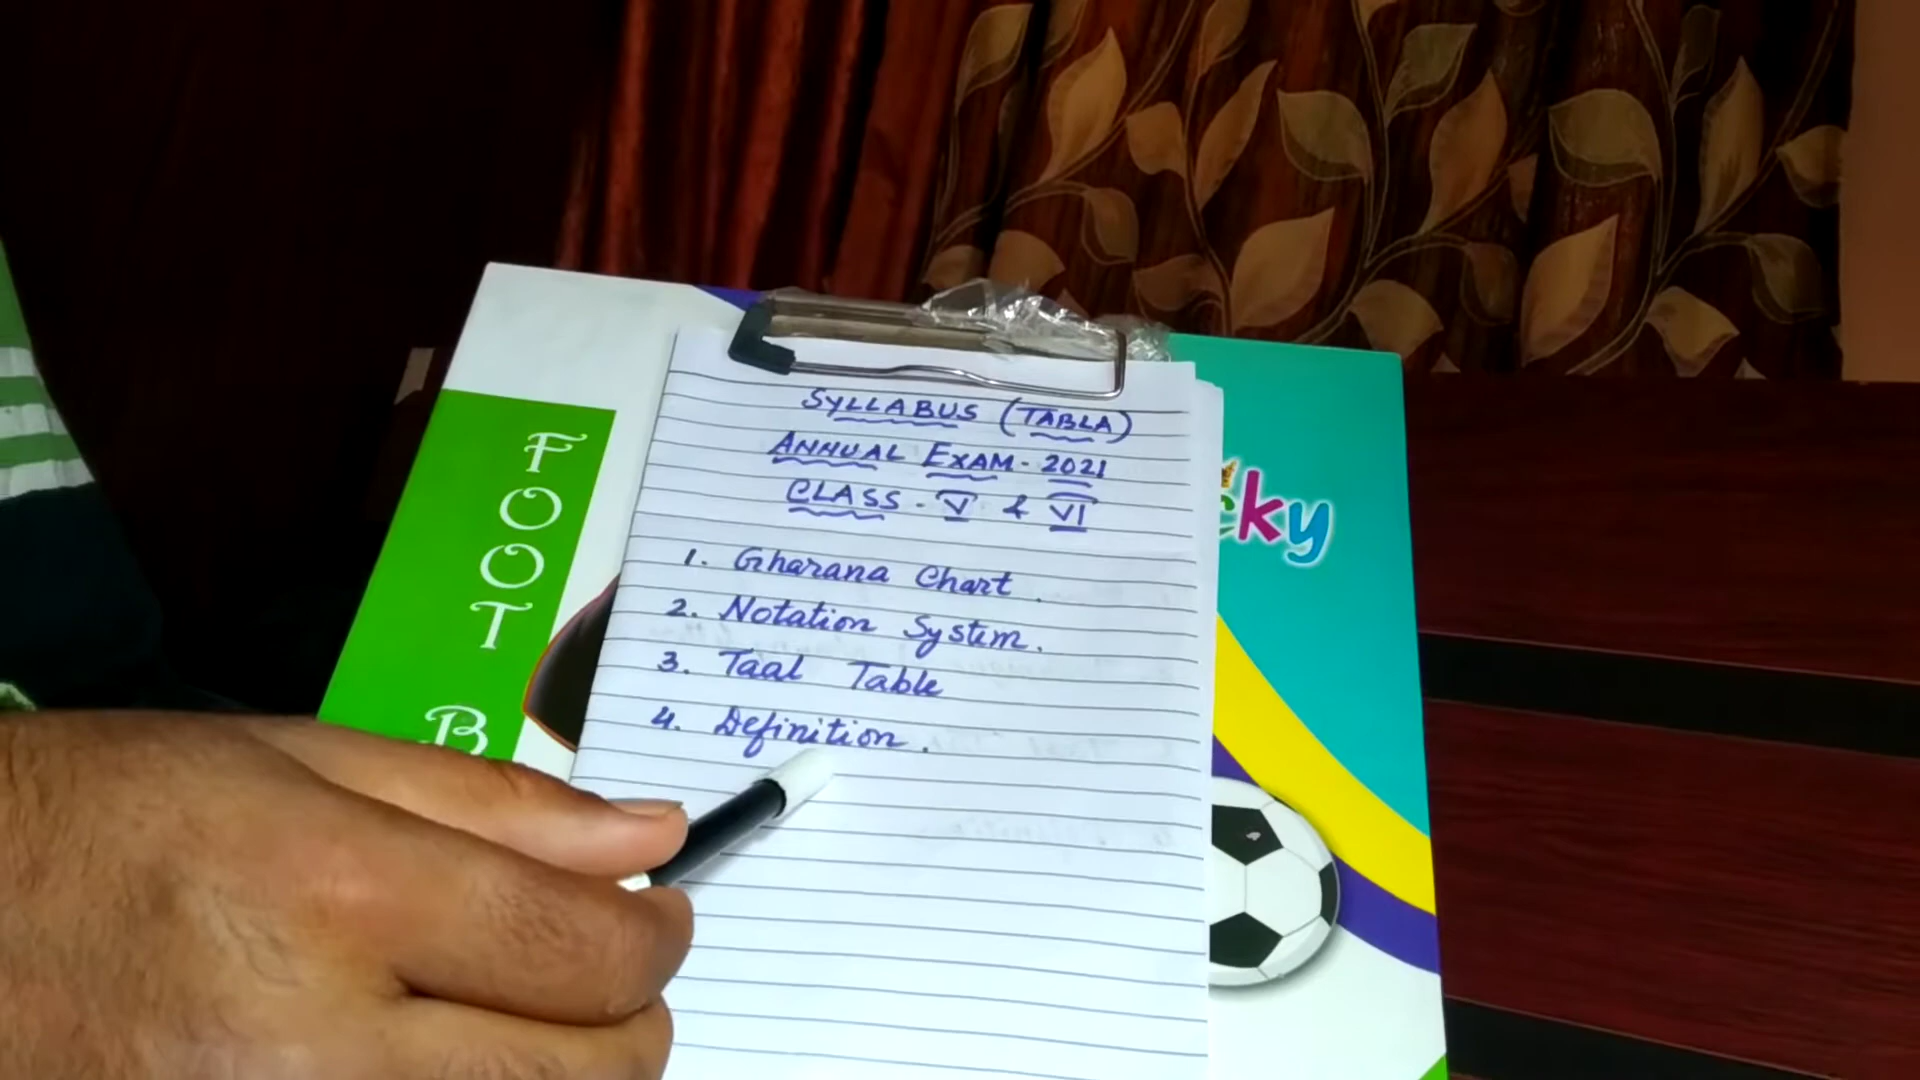 SYLLABUS (TABLA)
ANNUAL EXAM - 2021
CLASS - V & VI
1. Gharana Chart.
2. Notation System.
3. Taal Table
4. Definition.
FOOT B
cky